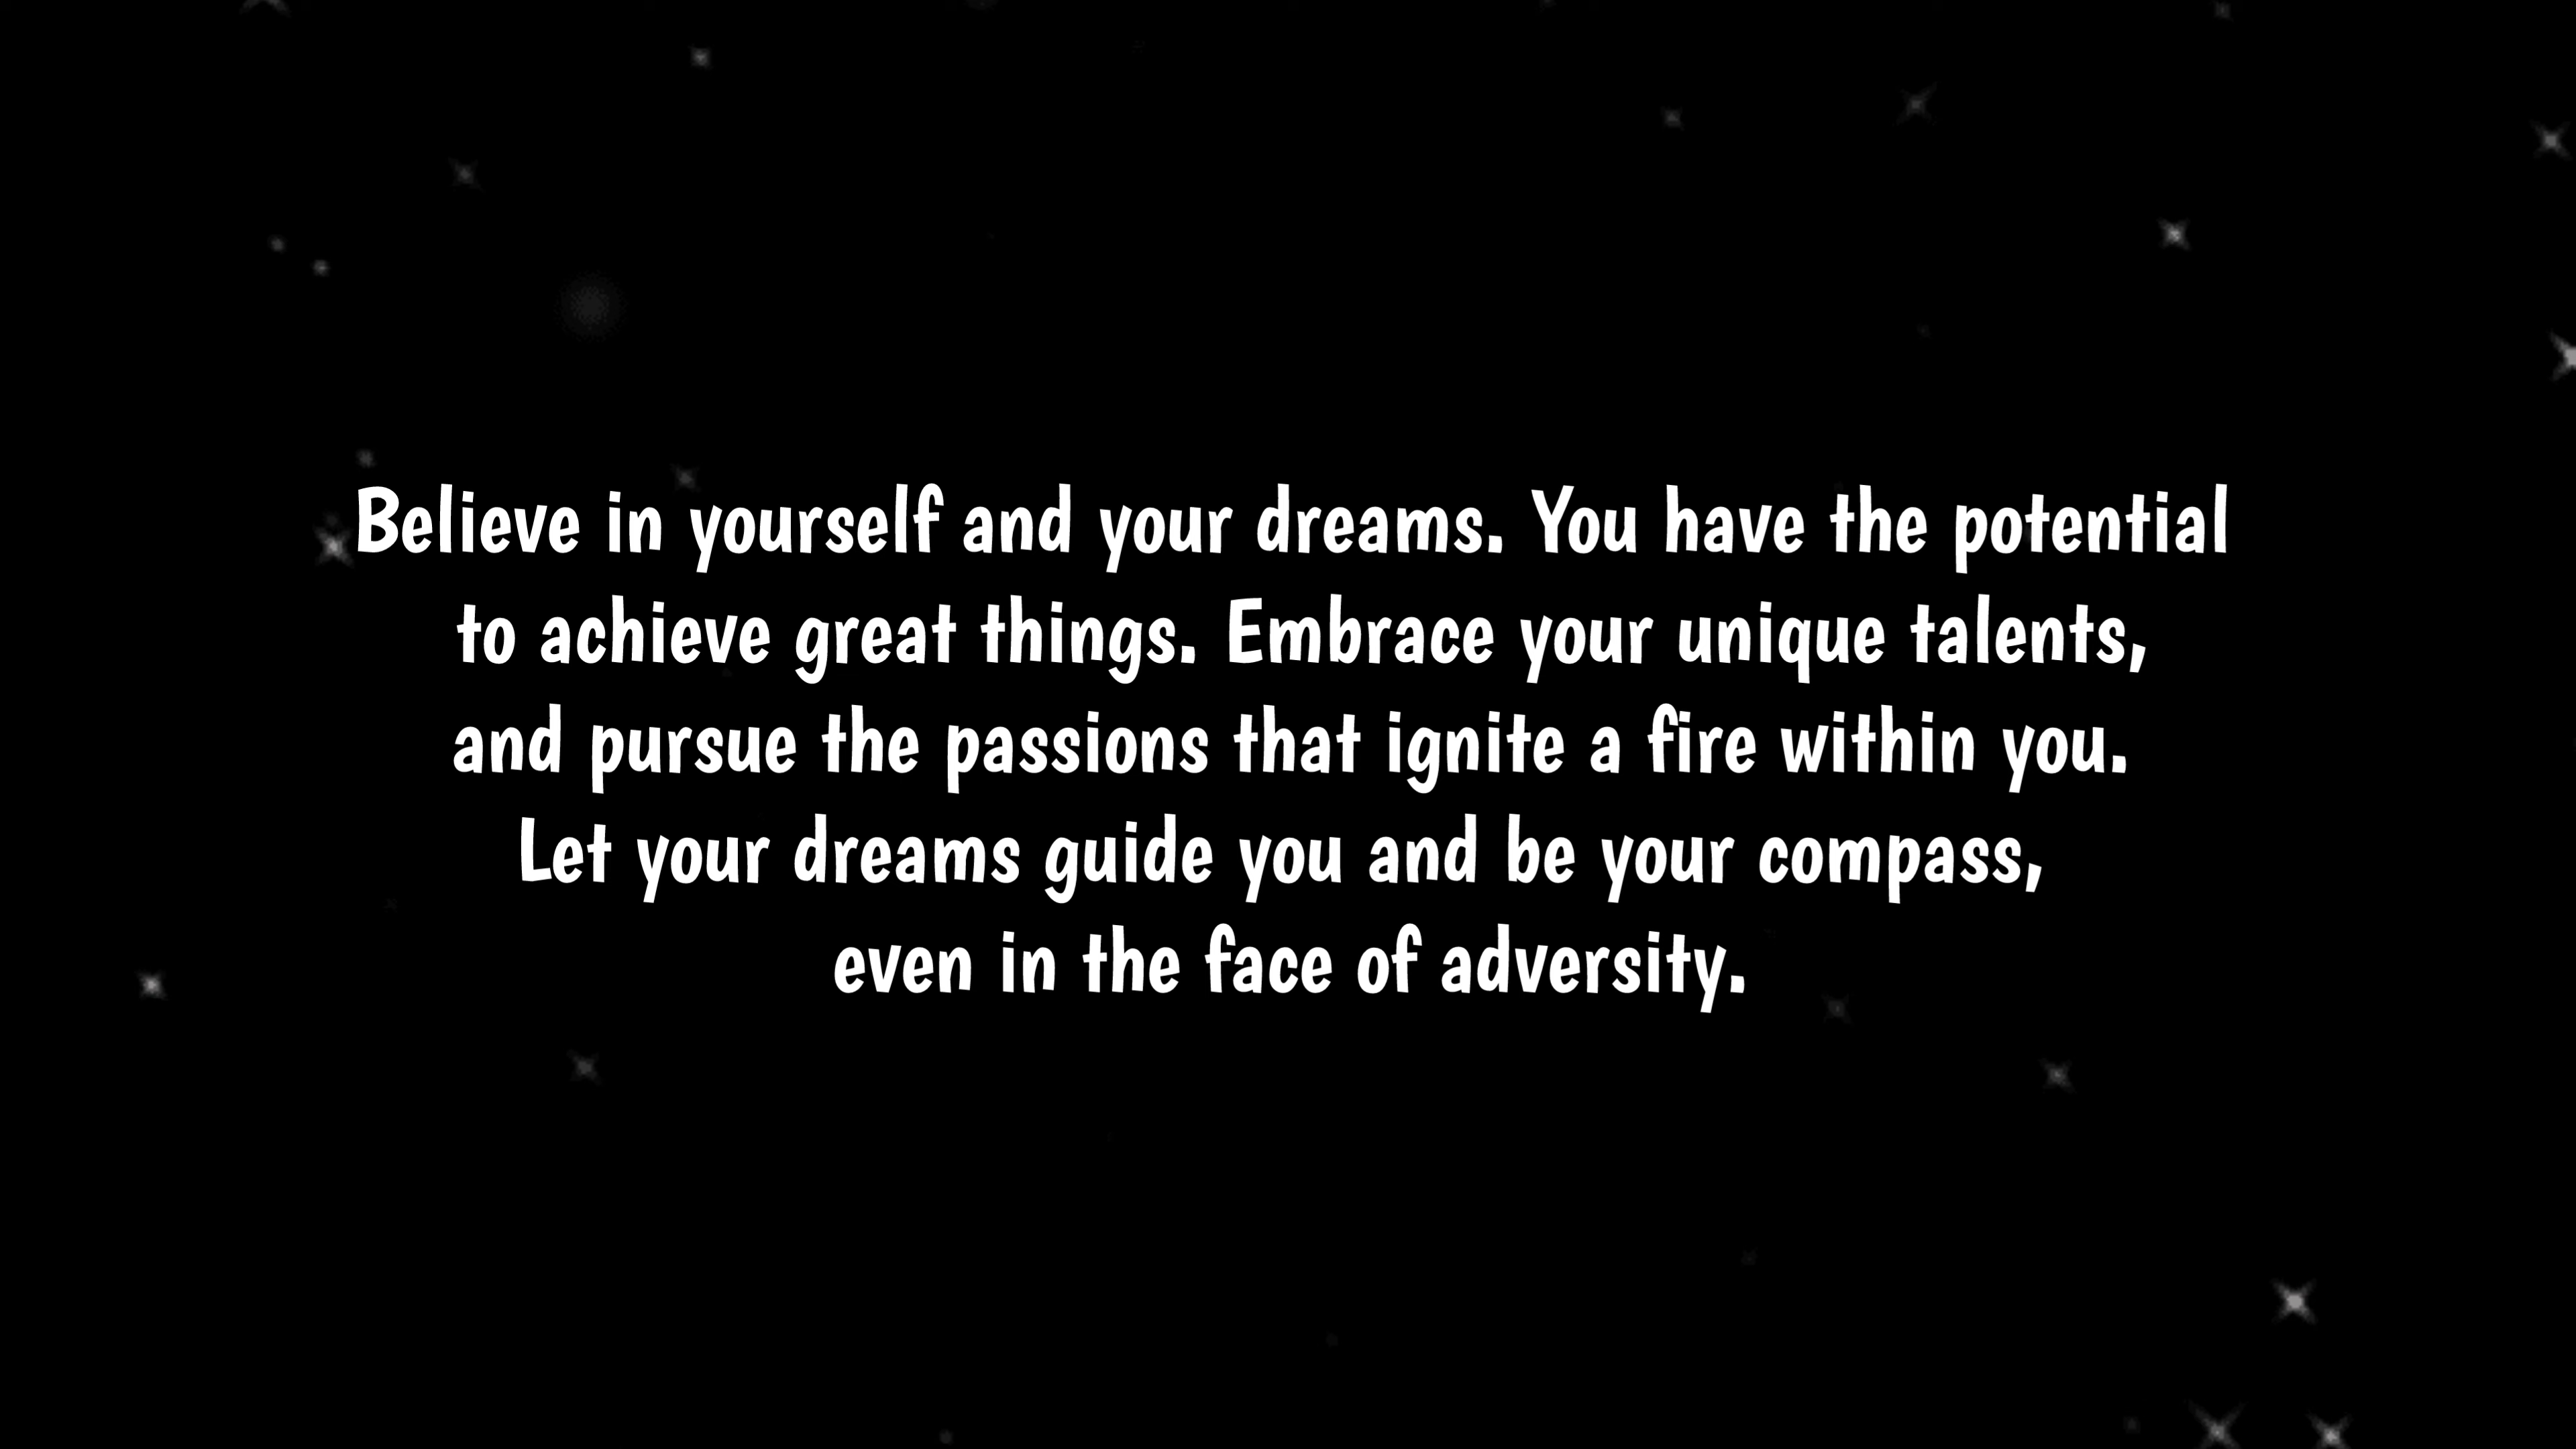 Believe in yourself and your dreams. You have the potential
to achieve great things. Embrace your unique talents,
and pursue the passions that ignite a fire within you.
Let your dreams guide you and be your compass,
even in the face of adversity.